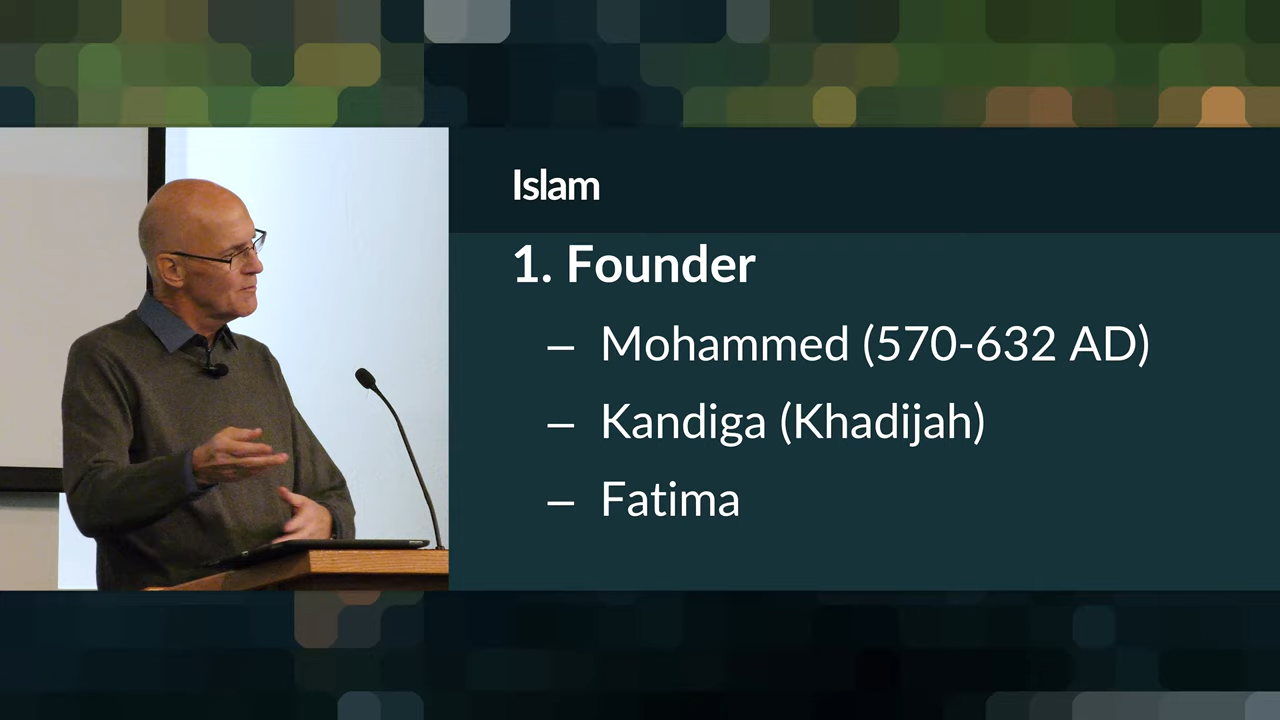 Islam
1. Founder
– Mohammed (570-632 AD)
– Kandiga (Khadijah)
– Fatima